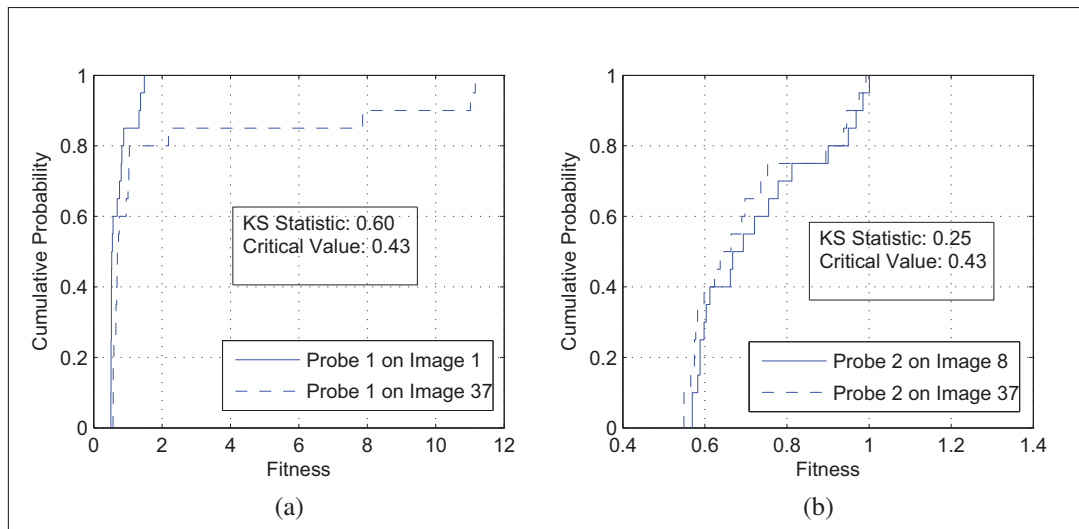 1
0.8
0.6
0.4
0.2
0
Cumulative Probability
KS Statistic: 0.60
Critical Value: 0.43
Probe 1 on Image 1
Probe 1 on Image 37
0 2 4 6 8 10 12
Fitness
(a)
1
0.8
0.6
0.4
0.2
0
Cumulative Probability
KS Statistic: 0.25
Critical Value: 0.43
Probe 2 on Image 8
Probe 2 on Image 37
0.4 0.6 0.8 1 1.2 1.4
Fitness
(b)